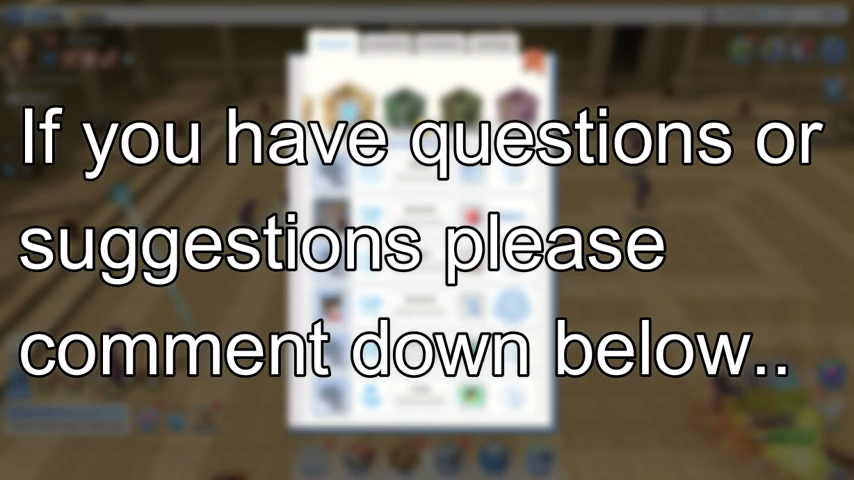 If you have questions or
suggestions please
comment down below..